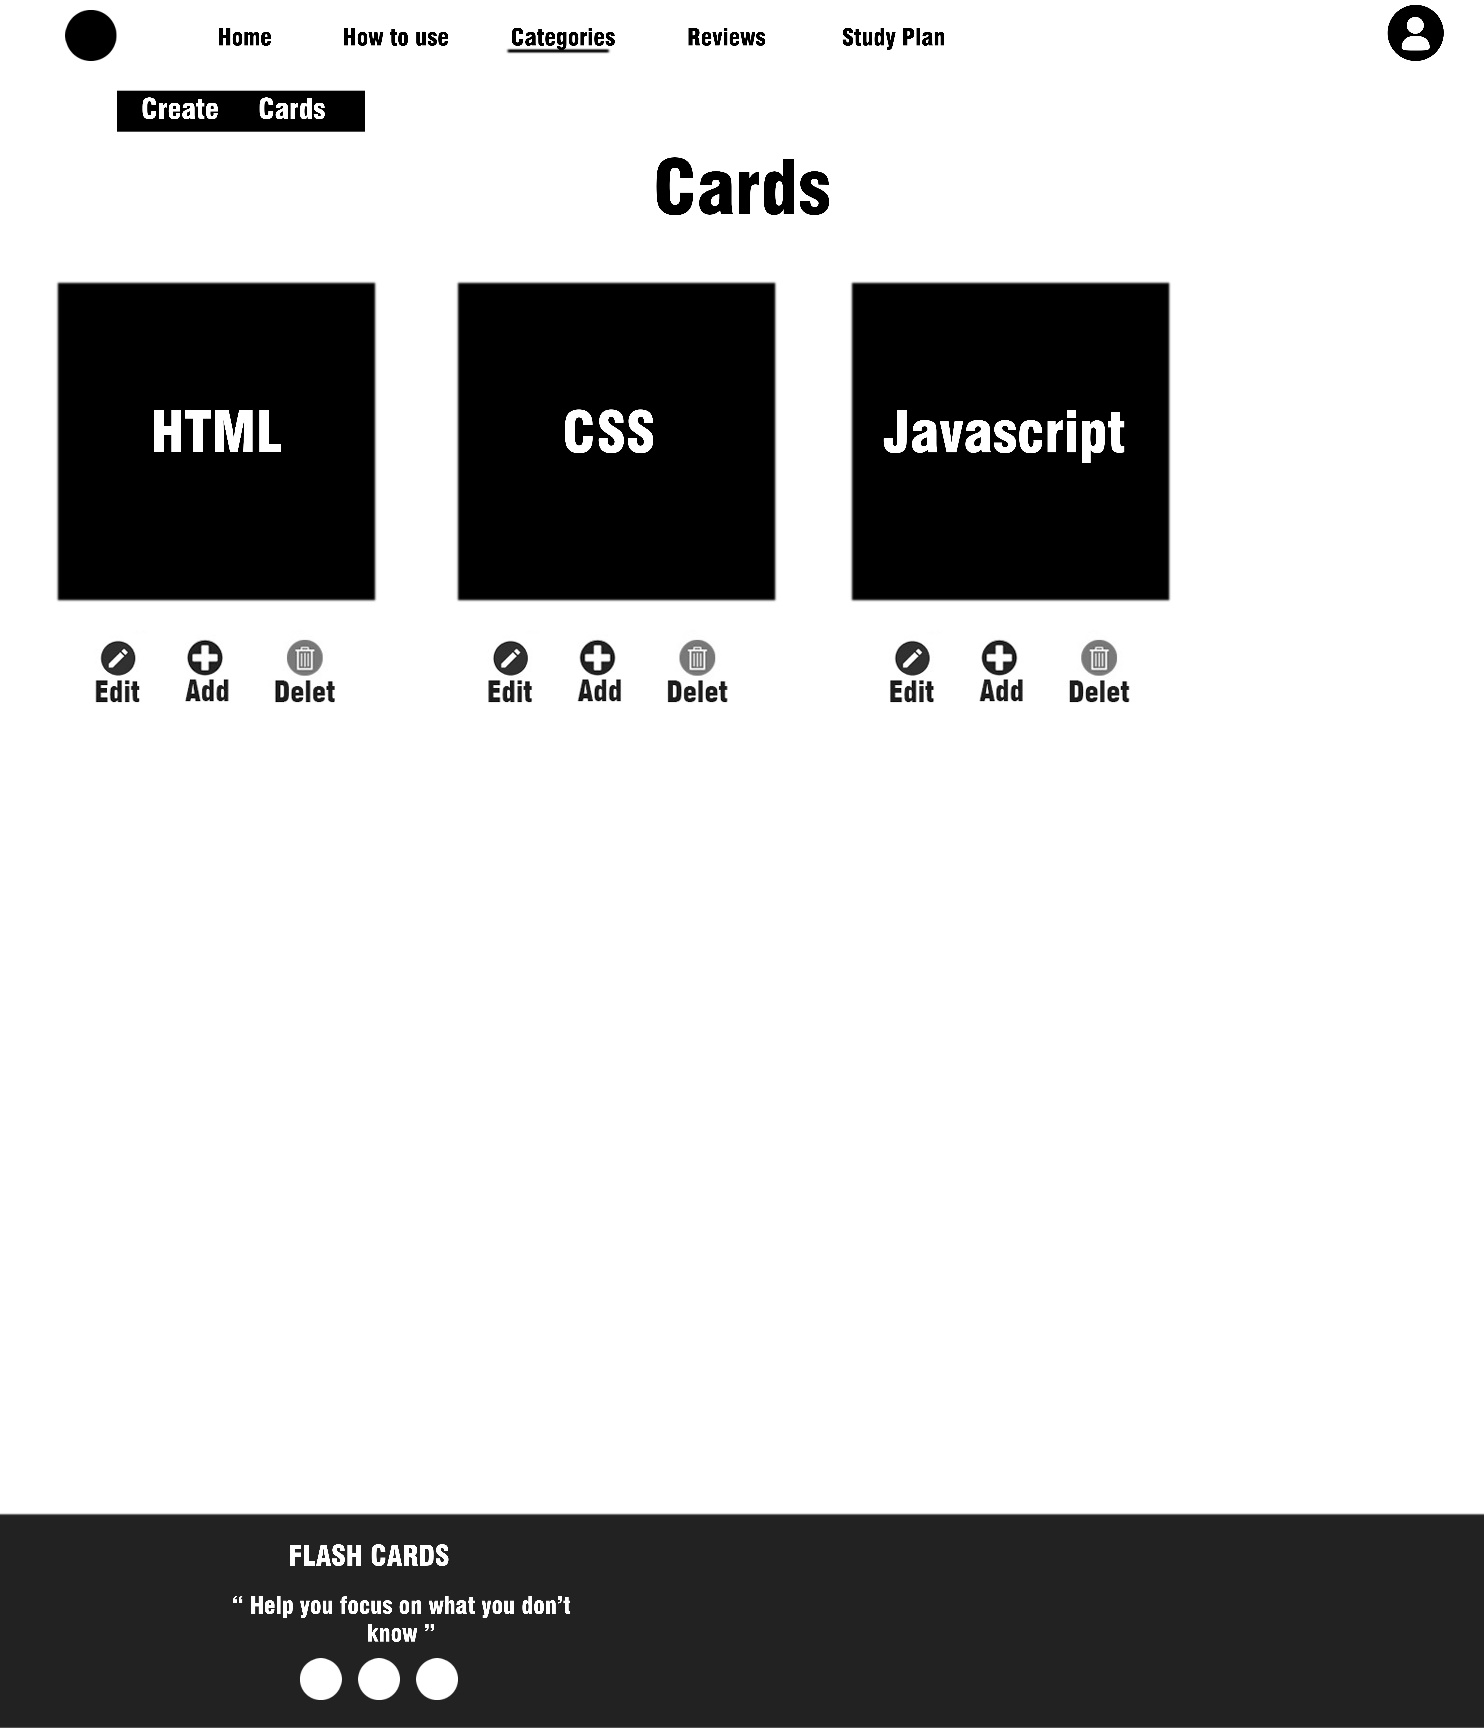 Home How to use Categories Reviews Study Plan
Create Cards
Cards
HTML CSS Javascript
Edit Add Delet Edit Add Delet Edit Add Delet
FLASH CARDS
“ Help you focus on what you don’t
know ”